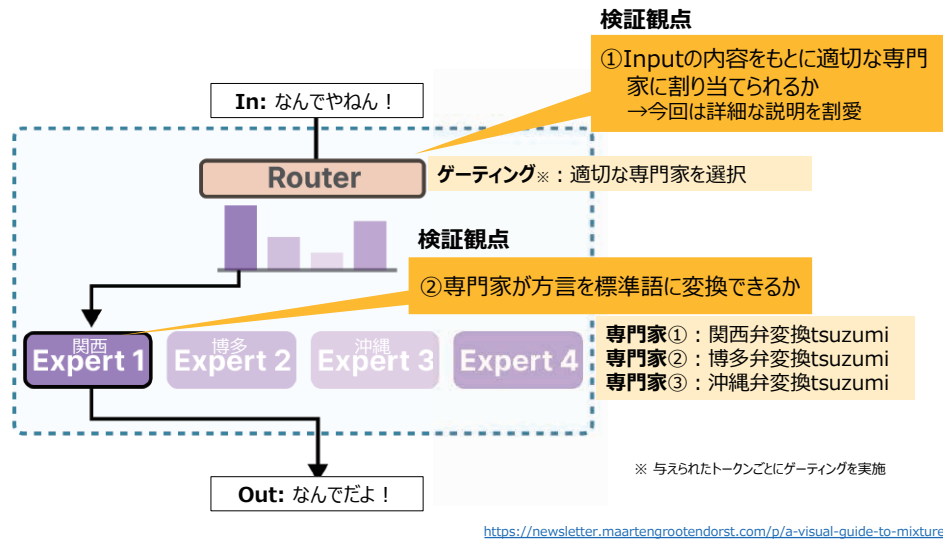 検証観点
①Inputの内容をもとに適切な専門
家に割り当てられるか
→今回は詳細な説明を割愛
In: なんでやねん！
Router
ゲーティング※：適切な専門家を選択
検証観点
②専門家が方言を標準語に変換できるか
関西
Expert 1
博多
Expert 2
沖縄
Expert 3
Expert 4
専門家①：関西弁変換tsuzumi
専門家②：博多弁変換tsuzumi
専門家③：沖縄弁変換tsuzumi
※ 与えられたトークンごとにゲーティングを実施
Out: なんでだよ！
https://newsletter.maartengrootendorst.com/p/a-visual-guide-to-mixture